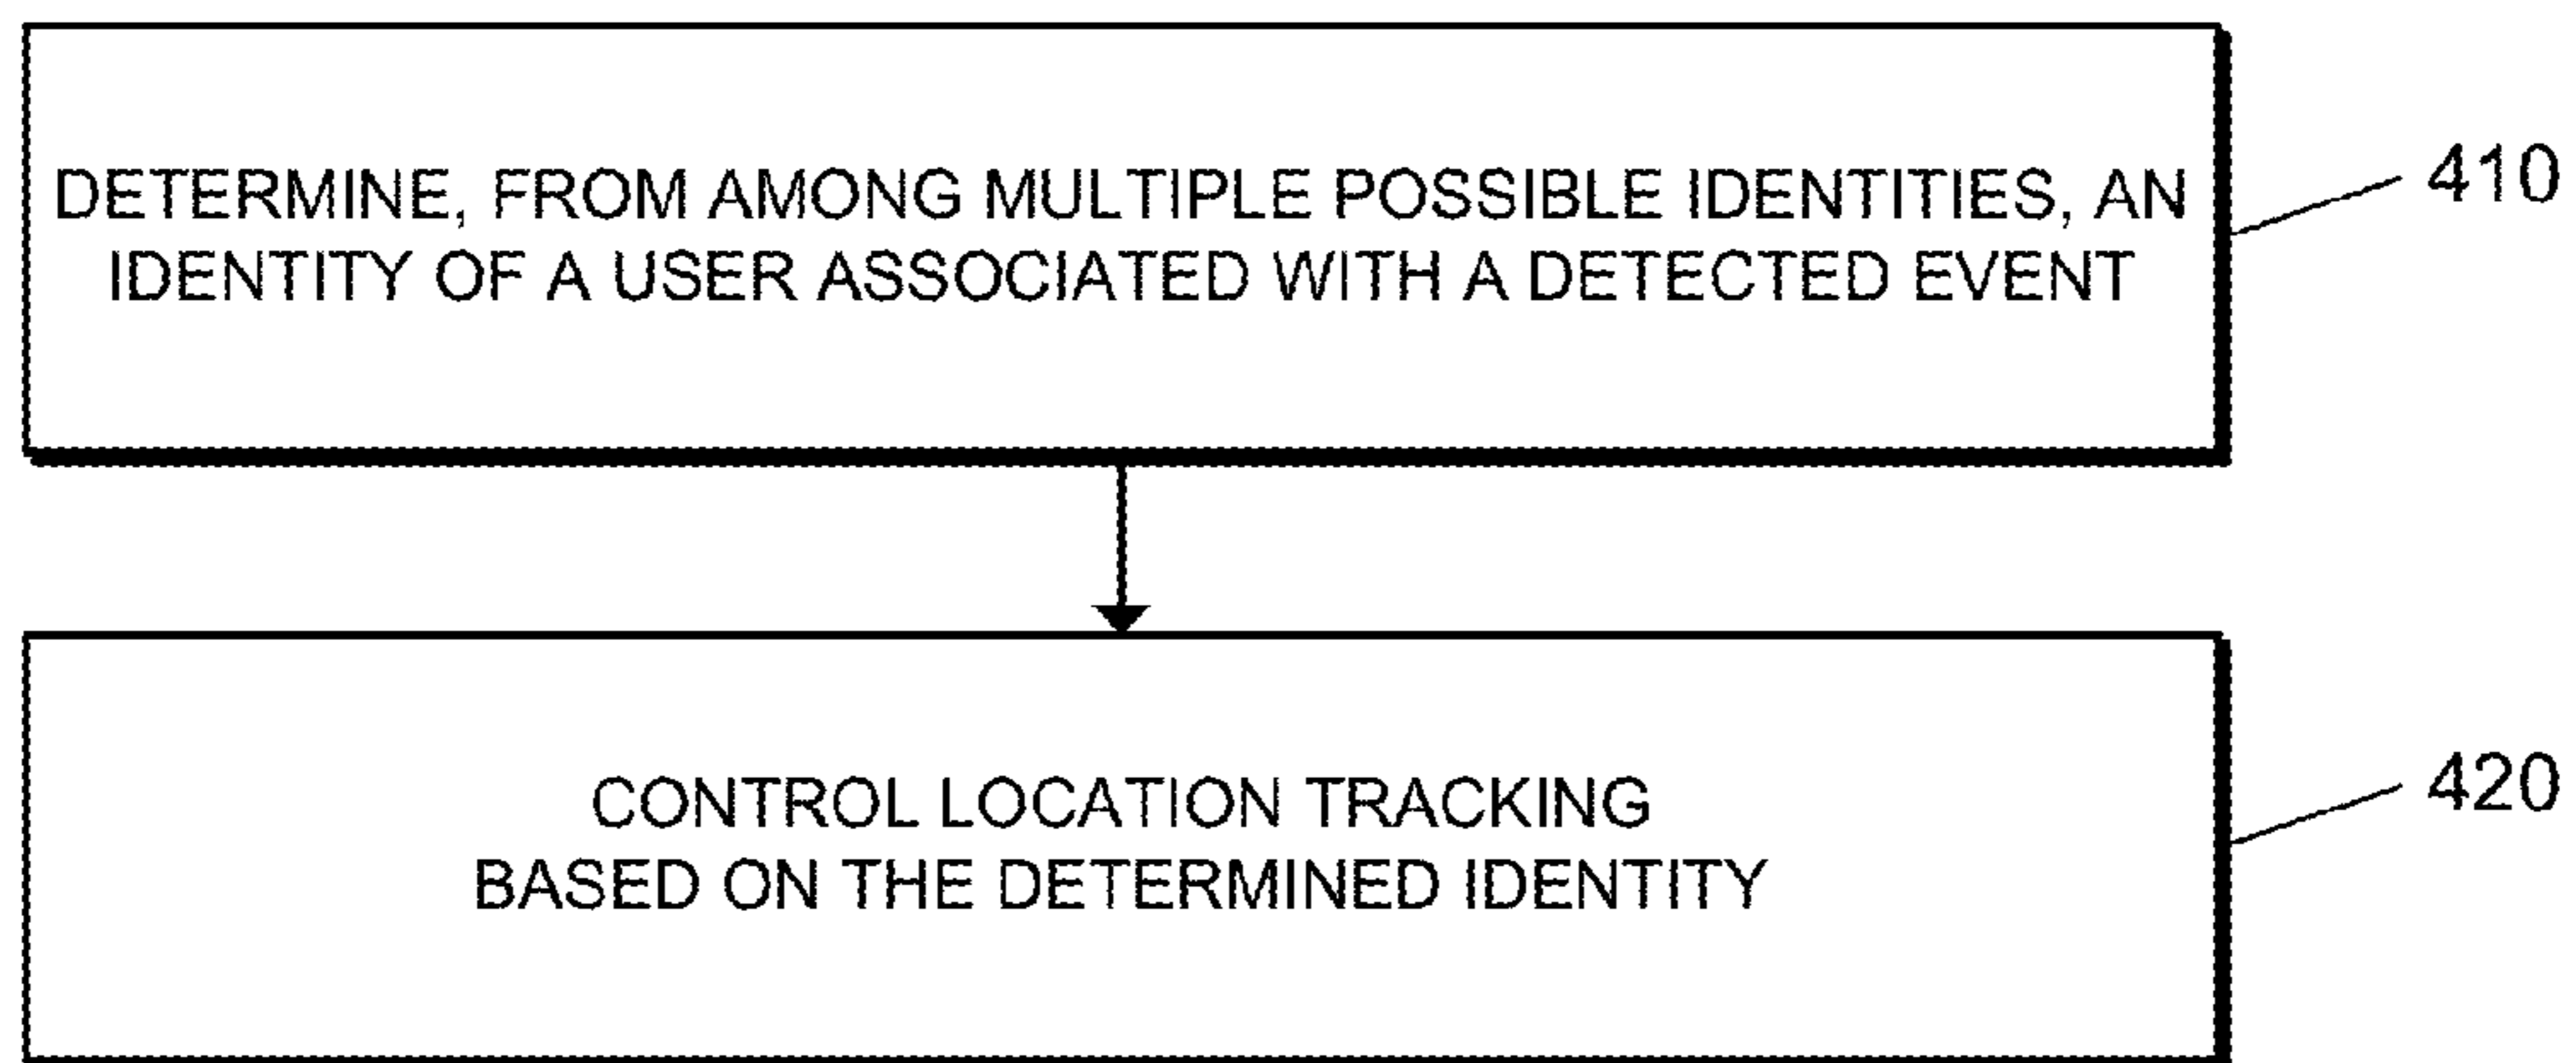 DETERMINE, FROM AMONG MULTIPLE POSSIBLE IDENTITIES, AN
IDENTITY OF A USER ASSOCIATED WITH A DETECTED EVENT
410
CONTROL LOCATION TRACKING
BASED ON THE DETERMINED IDENTITY
420